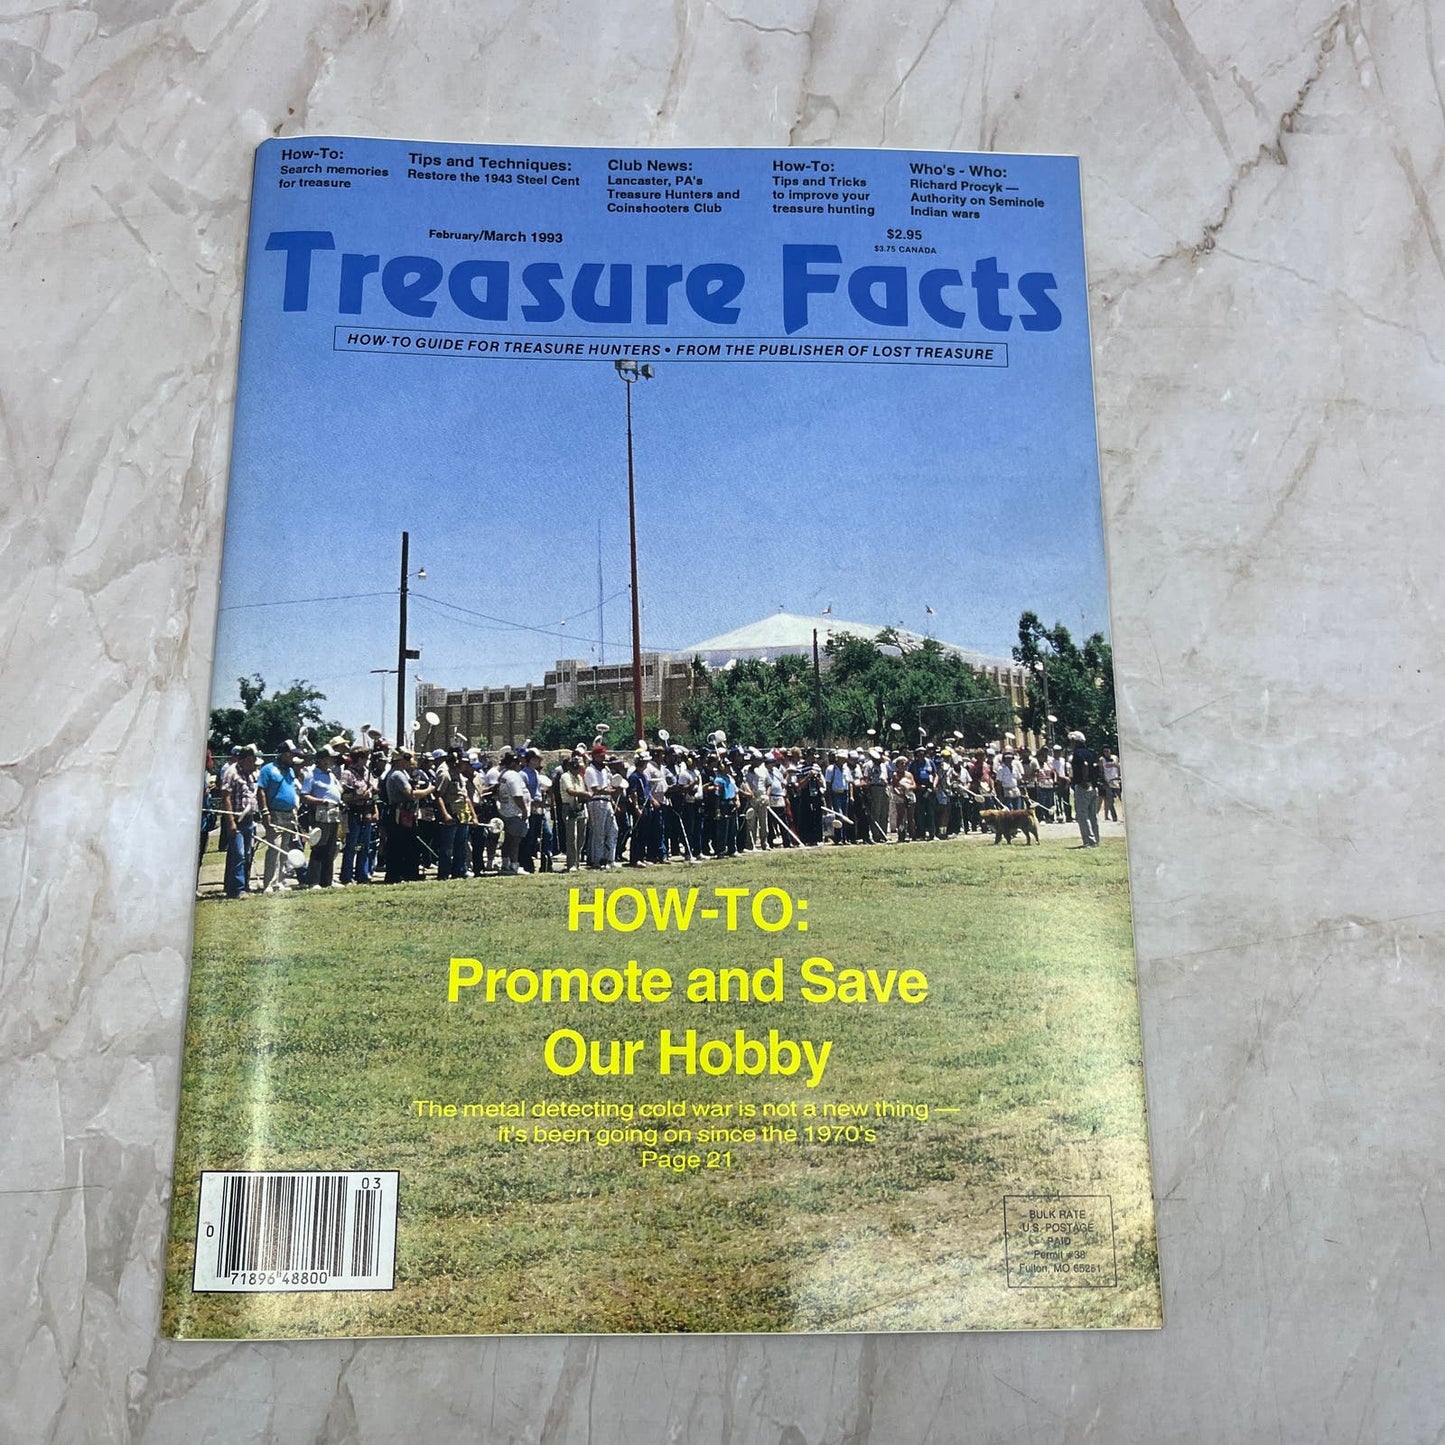 How-To:
Search memories
for treasure
Tips and Techniques:
Restore the 1943 Steel Cent
Club News:
Lancaster, PA's
Treasure Hunters and
Coinshooters Club
How-To:
Tips and Tricks
to improve your
treasure hunting
Who's - Who:
Richard Procyk —
Authority on Seminole
Indian wars
February/March 1993
$2.95
$3.75 CANADA
Treasure Facts
HOW-TO GUIDE FOR TREASURE HUNTERS • FROM THE PUBLISHER OF LOST TREASURE
HOW-TO:
Promote and Save
Our Hobby
The metal detecting cold war is not a new thing —
it's been going on since the 1970's
Page 21
03
0
71896 48800
BULK RATE
U.S. POSTAGE
PAID
Permit #38
Fulton, MO 65251